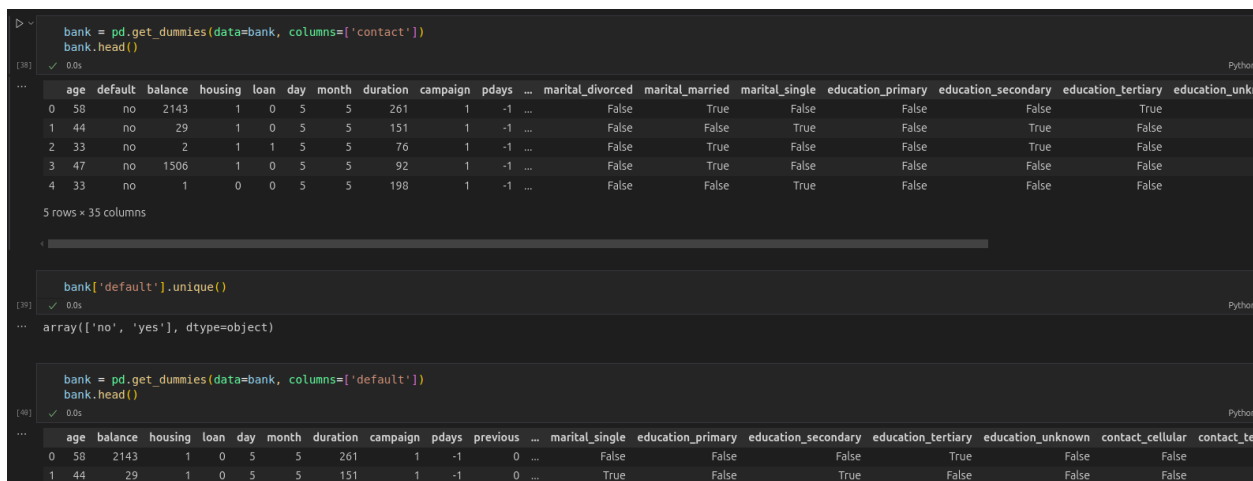 bank = pd.get_dummies(data=bank, columns=['contact'])
bank.head()
[38] ✓ 0.0s Python
... age default balance housing loan day month duration campaign pdays ... marital_divorced marital_married marital_single education_primary education_secondary education_tertiary education_unk
0 58 no 2143 1 0 5 5 261 1 -1 ... False True False False False True
1 44 no 29 1 0 5 5 151 1 -1 ... False False True False True False
2 33 no 2 1 1 5 5 76 1 -1 ... False True False False True False
3 47 no 1506 1 0 5 5 92 1 -1 ... False True False False False False
4 33 no 1 0 0 5 5 198 1 -1 ... False False True False False False
5 rows × 35 columns
bank['default'].unique()
[39] ✓ 0.0s Python
... array(['no', 'yes'], dtype=object)
bank = pd.get_dummies(data=bank, columns=['default'])
bank.head()
[40] ✓ 0.0s Python
... age balance housing loan day month duration campaign pdays previous ... marital_single education_primary education_secondary education_tertiary education_unknown contact_cellular contact_te
0 58 2143 1 0 5 5 261 1 -1 0 ... False False False True False False
1 44 29 1 0 5 5 151 1 -1 0 ... True False True False False False